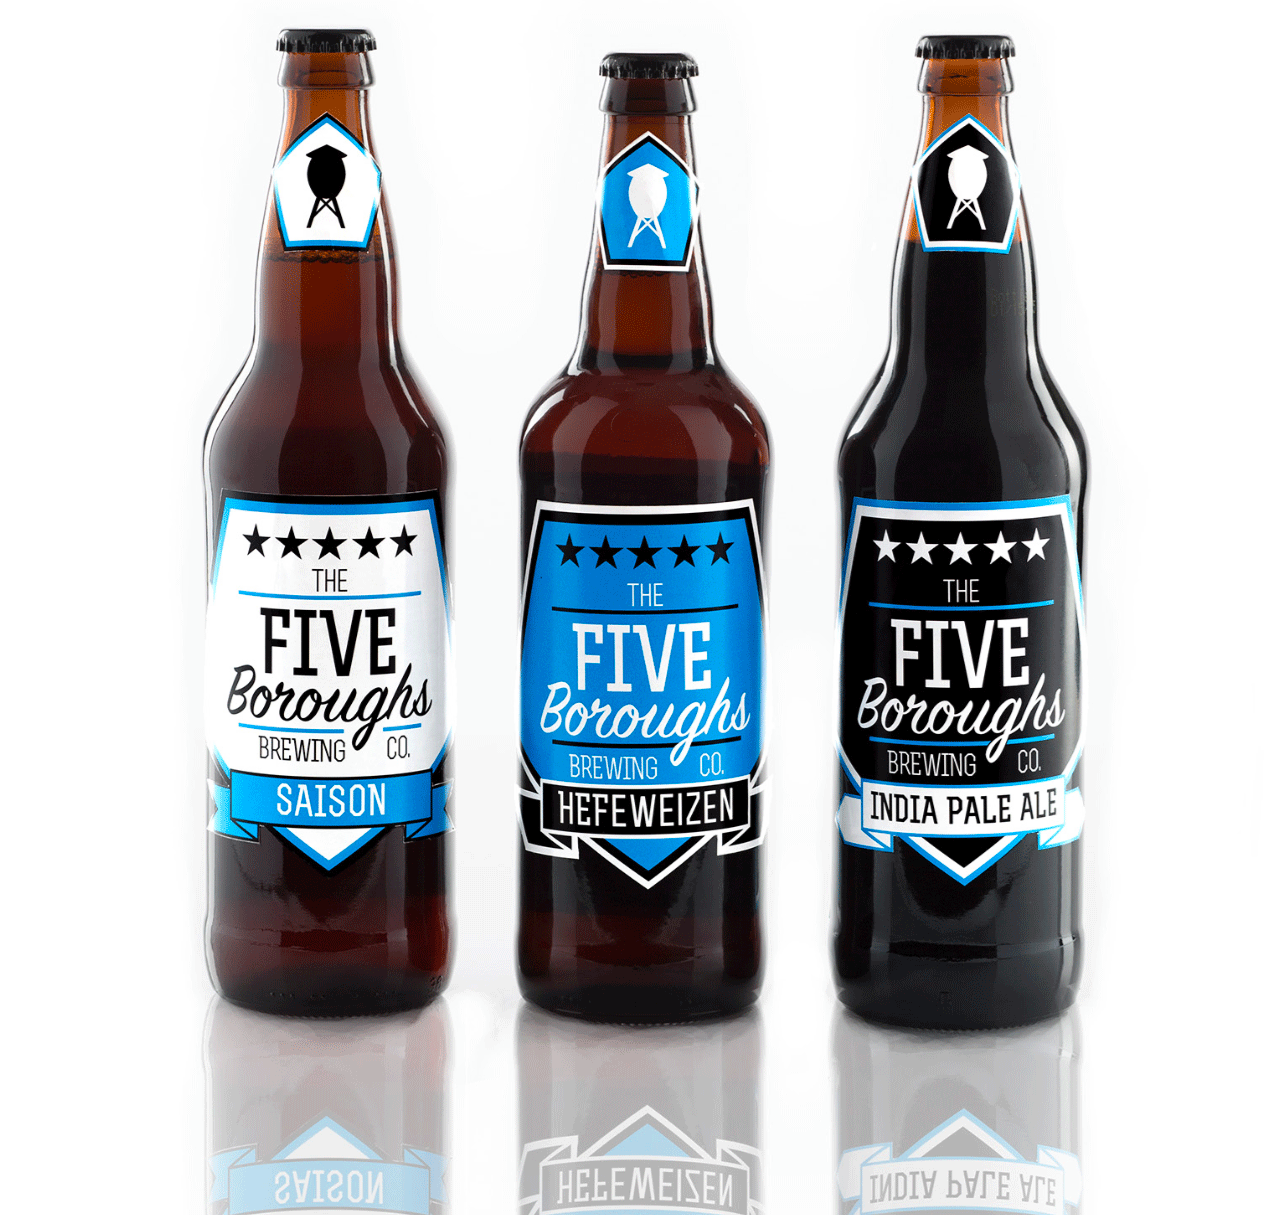 THE
FIVE
Boroughs
BREWING CO.
SAISON
THE
FIVE
Boroughs
BREWING CO.
HEFEWEIZEN
THE
FIVE
Boroughs
BREWING CO.
INDIA PALE ALE